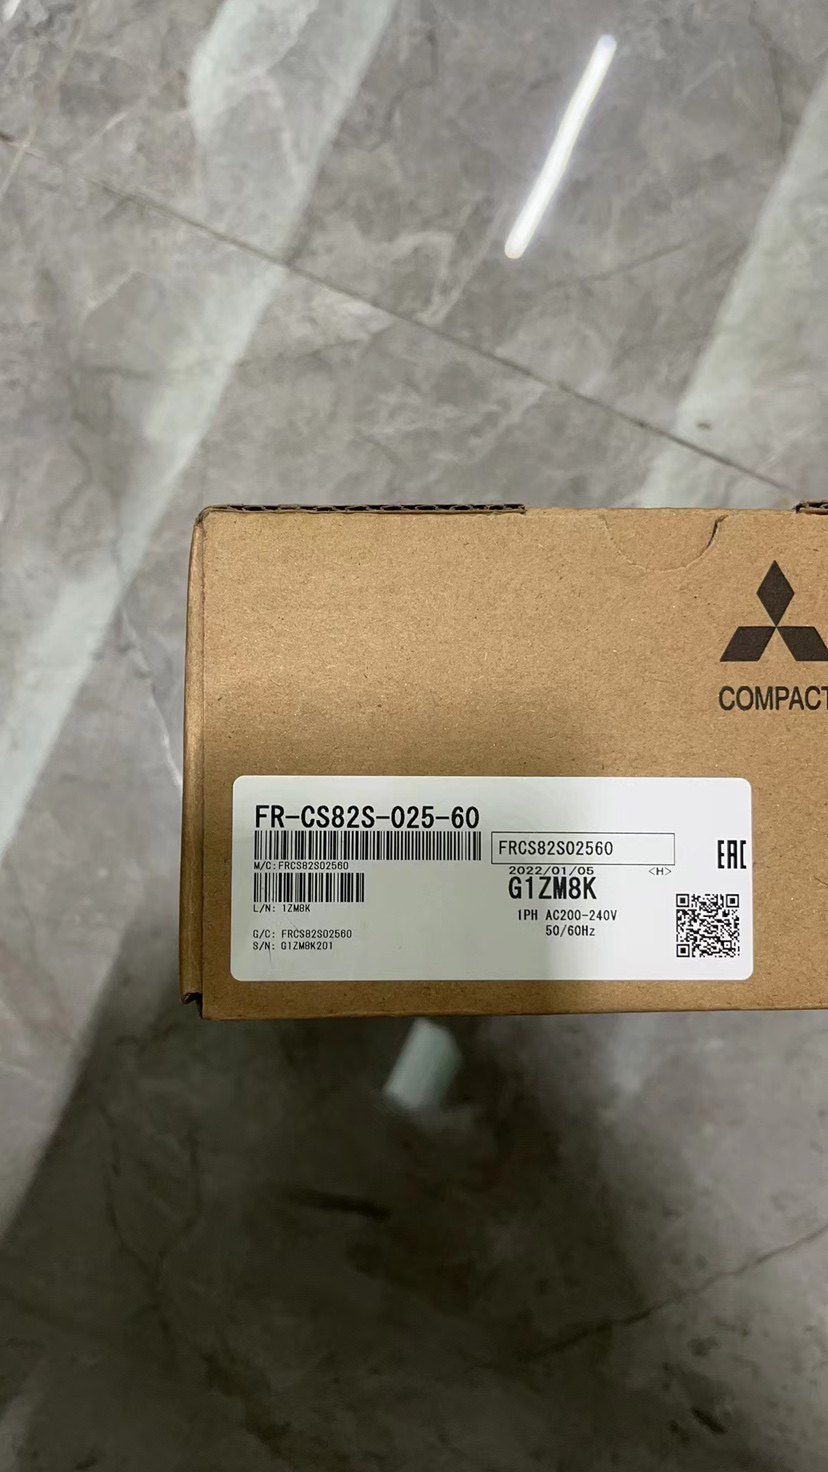 COMPACT
FR-CS82S-025-60
FRCS82S02560
M/C:FRCS82S02560
2022/01/05 <H>
G1ZM8K
EAC
L/N: 1ZM8K
1PH AC200-240V
50/60Hz
G/C: FRCS82S02560
S/N: G1ZM8K201